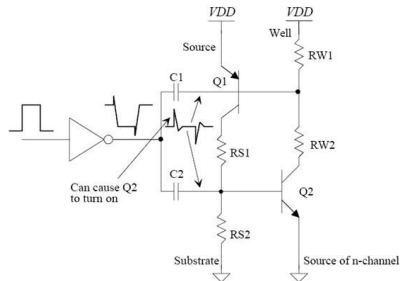 VDD
VDD
Source
Well
RW1
C1
Q1
RS1
RW2
Can cause Q2
to turn on
C2
Q2
RS2
Substrate
Source of n-channel